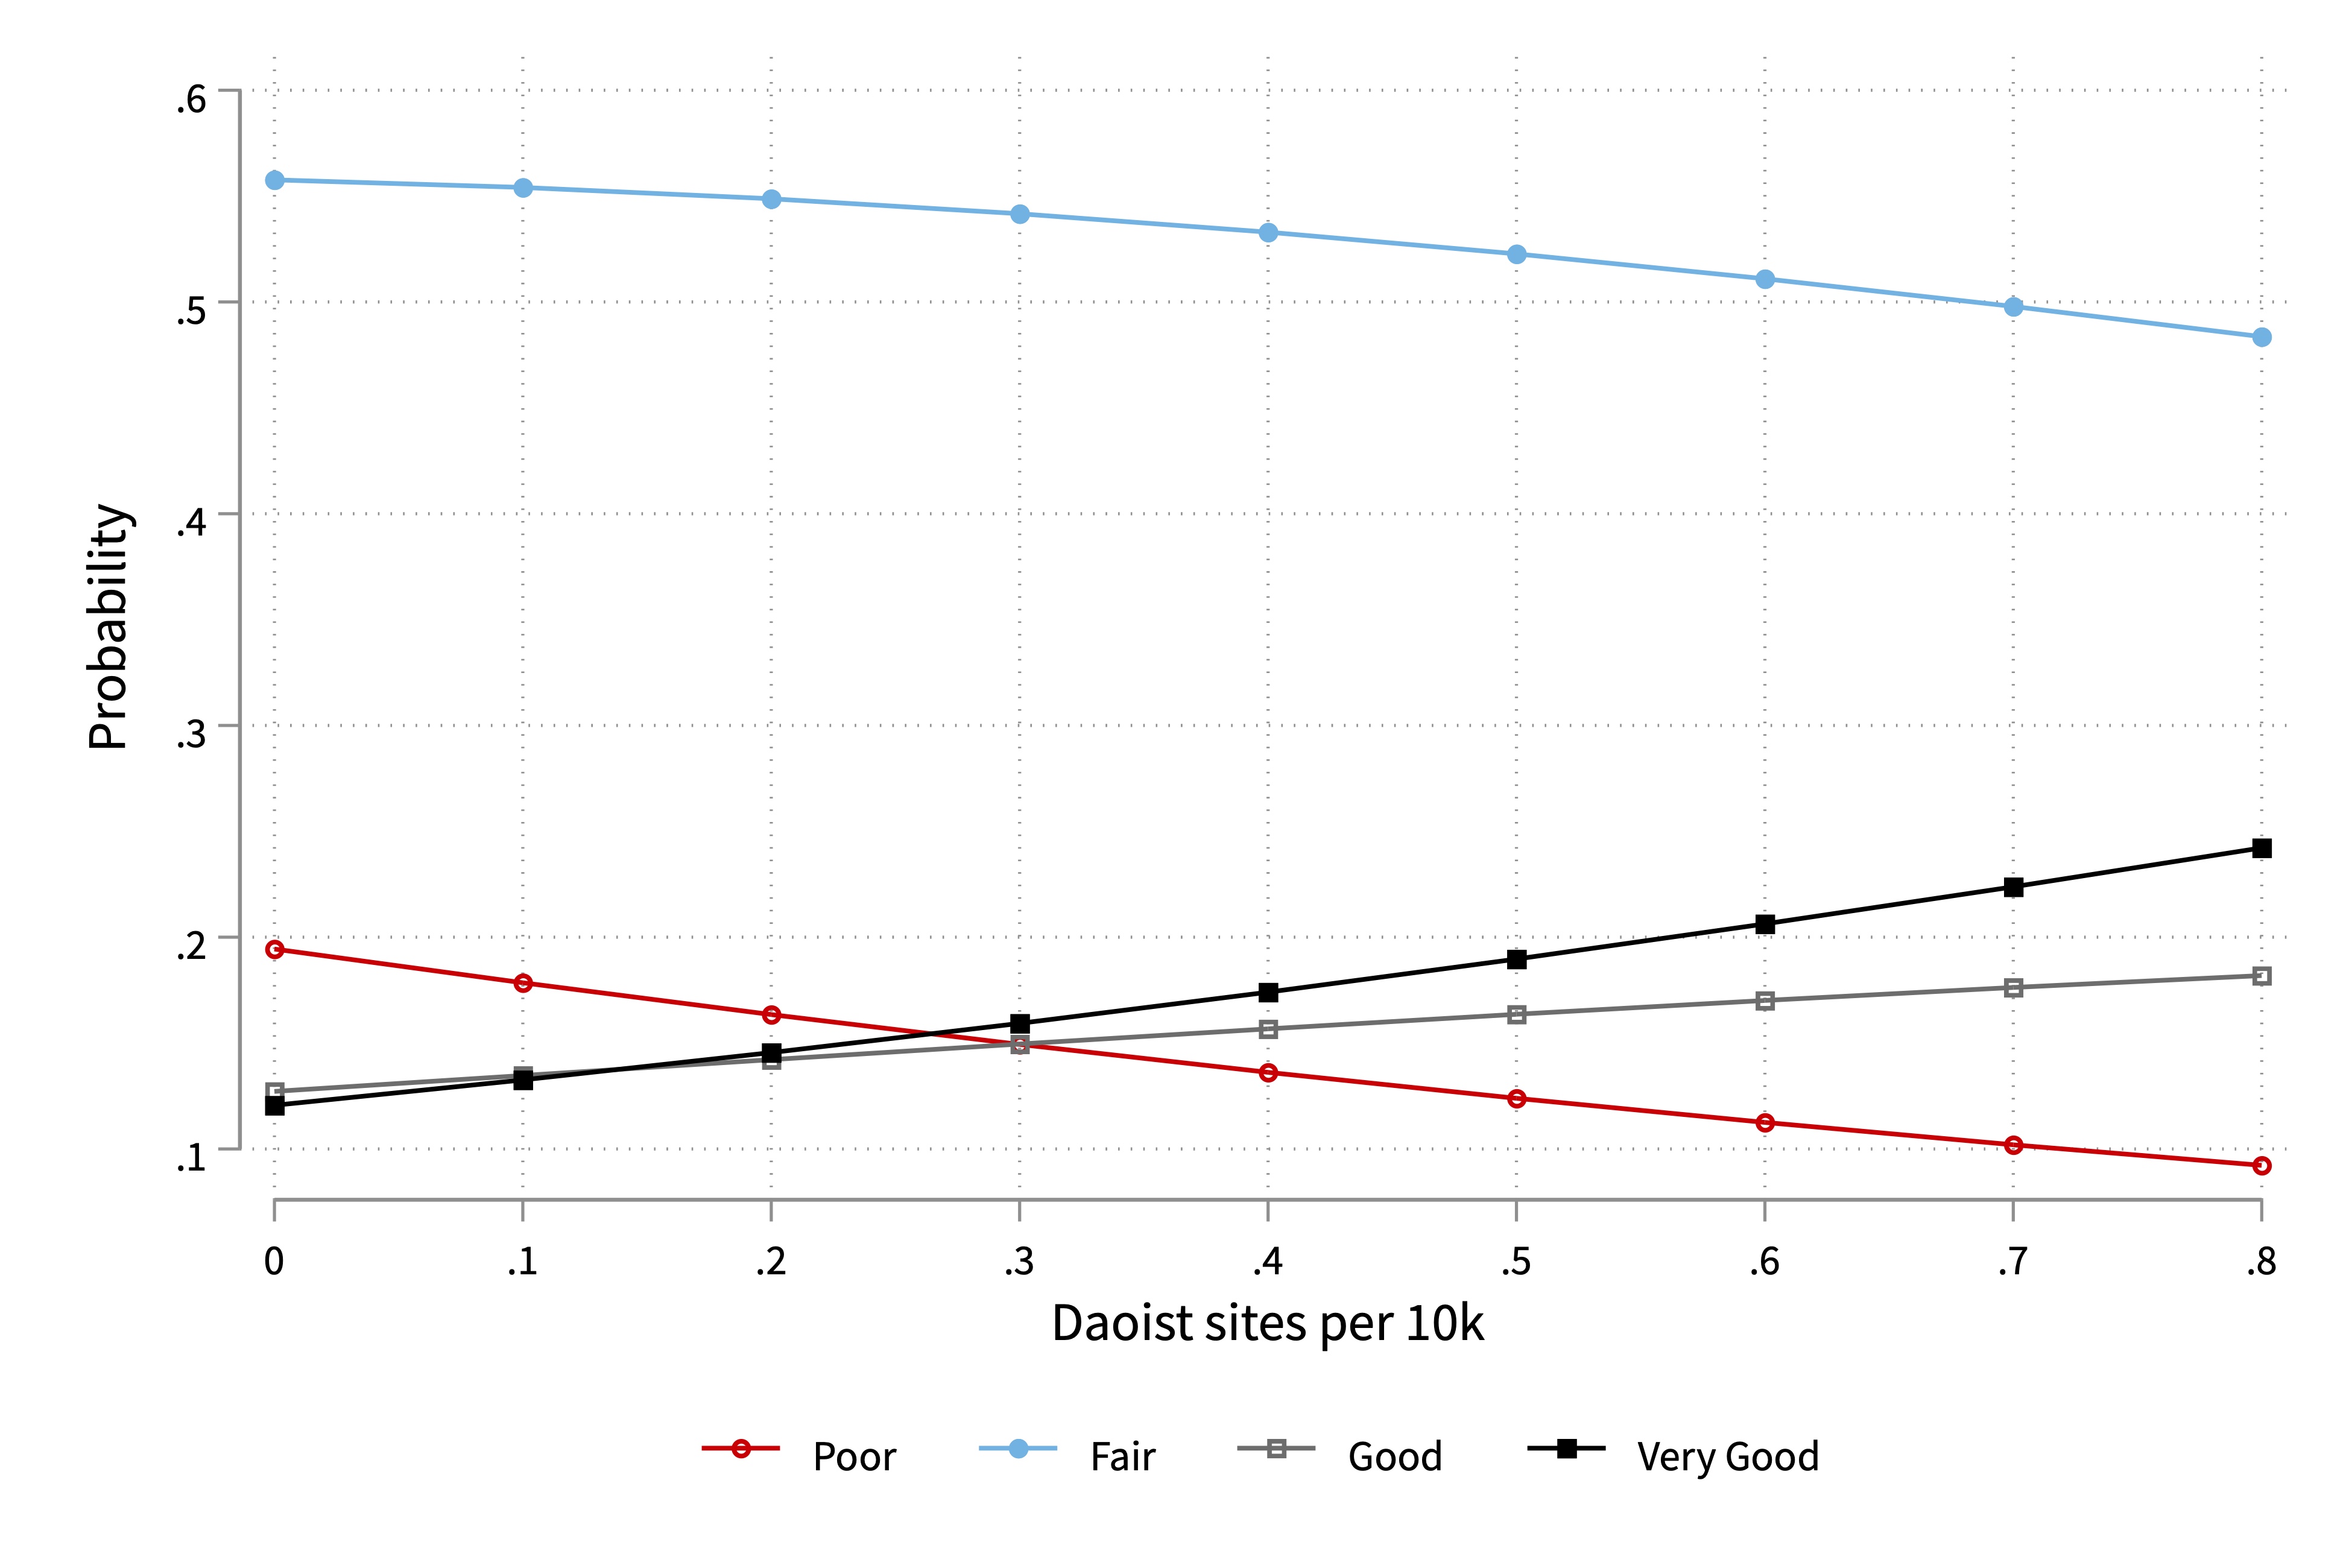 Probability
.6
.5
.4
.3
.2
.1
0 .1 .2 .3 .4 .5 .6 .7 .8
Daoist sites per 10k
Poor Fair Good Very Good